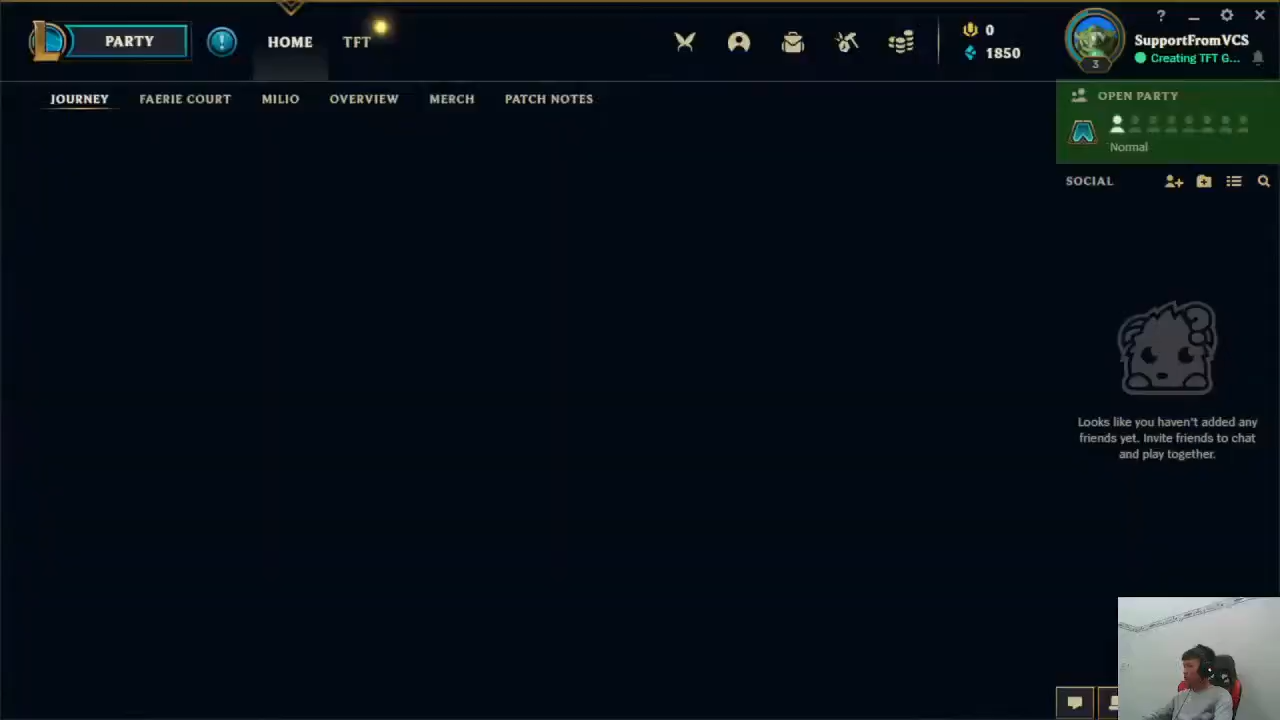 PARTY
HOME
TFT
0
1850
?
SupportFromVCS
3
Creating TFT G...
JOURNEY
FAERIE COURT
MILIO
OVERVIEW
MERCH
PATCH NOTES
OPEN PARTY
Normal
SOCIAL
Looks like you haven't added any
friends yet. Invite friends to chat
and play together.